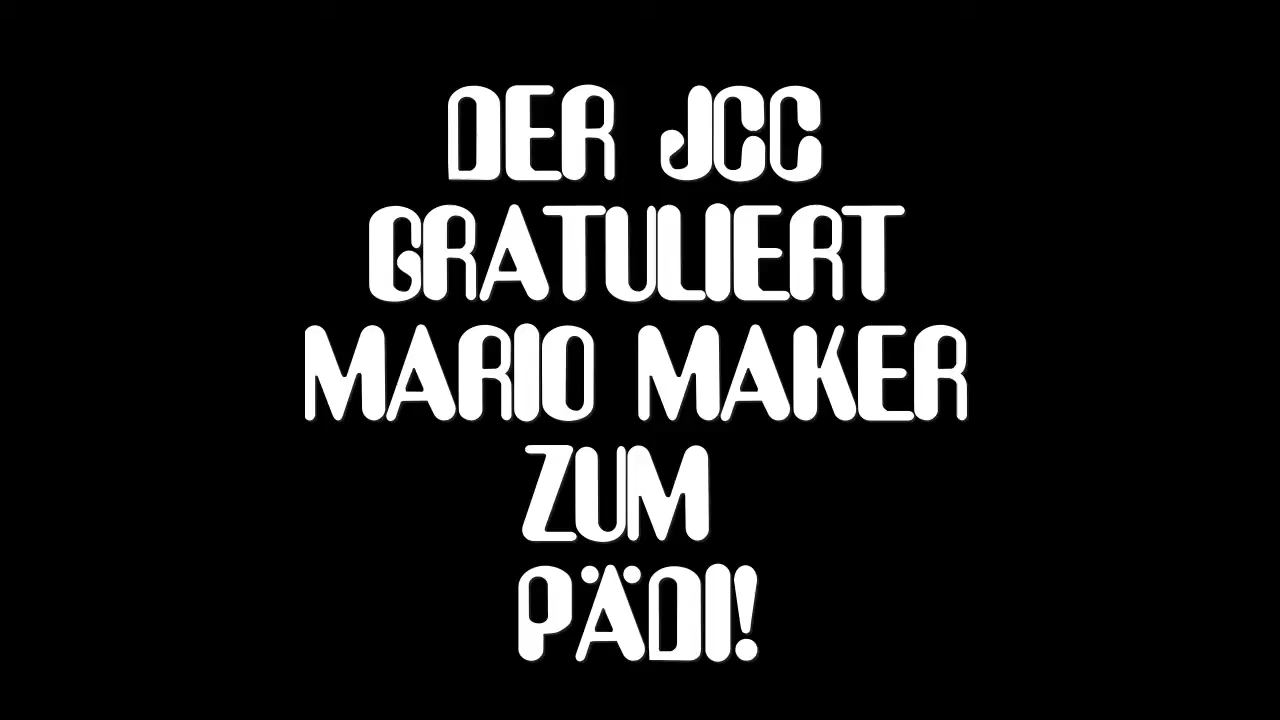 DER JCC
GRATULIERT
MARIO MAKER
ZUM
PÄDI!